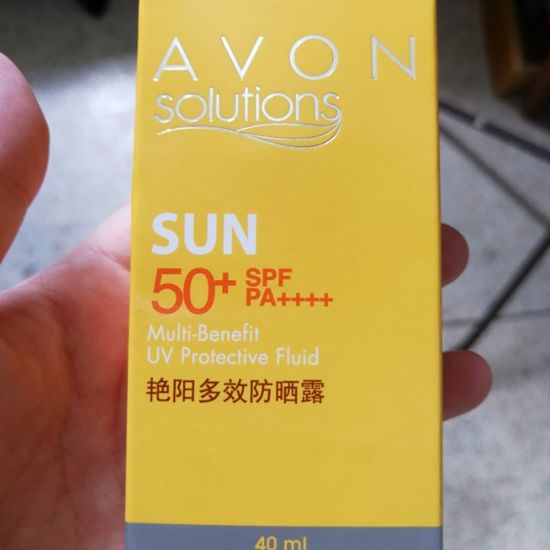 AVON
solutions
SUN
50+ SPF
PA++++
Multi-Benefit
UV Protective Fluid
艳阳多效防晒露
40 ml